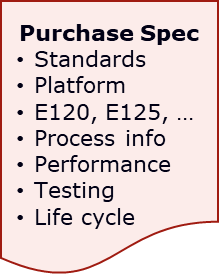 Purchase Spec
• Standards
• Platform
• E120, E125, ...
• Process info
• Performance
• Testing
• Life cycle